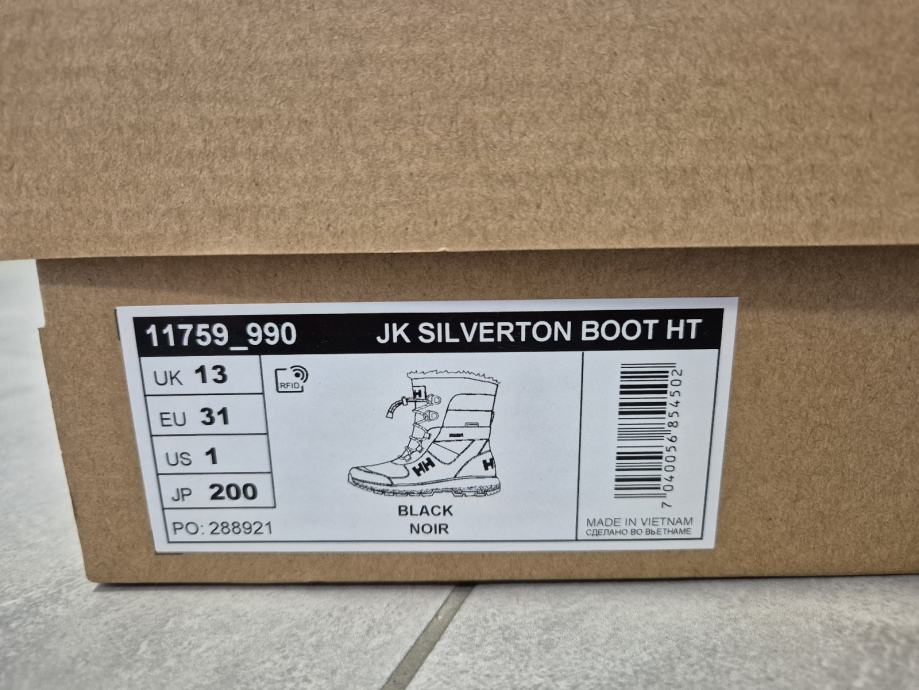 11759_990 JK SILVERTON BOOT HT
UK 13
EU 31
US 1
JP 200
PO: 288921
RFID
H
HH
H
BLACK
NOIR
7 040056 854502
MADE IN VIETNAM
СДЕЛАНО ВО ВЬЕТНАМЕ